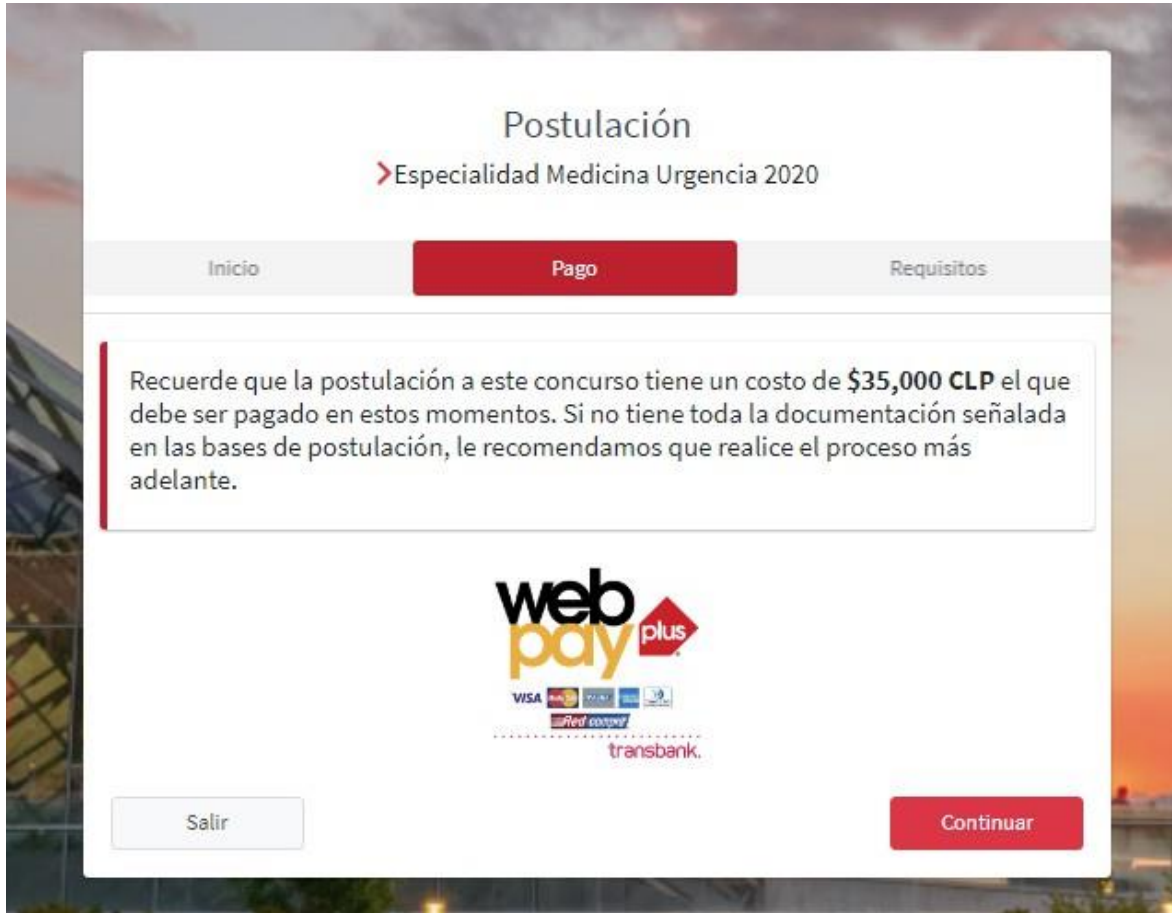 Postulación
Especialidad Medicina Urgencia 2020
Inicio
Pago
Requisitos
Recuerde que la postulación a este concurso tiene un costo de $35,000 CLP el que
debe ser pagado en estos momentos. Si no tiene toda la documentación señalada
en las bases de postulación, le recomendamos que realice el proceso más
adelante.
web
pay plus
VISA
Red compra
transbank.
Salir
Continuar